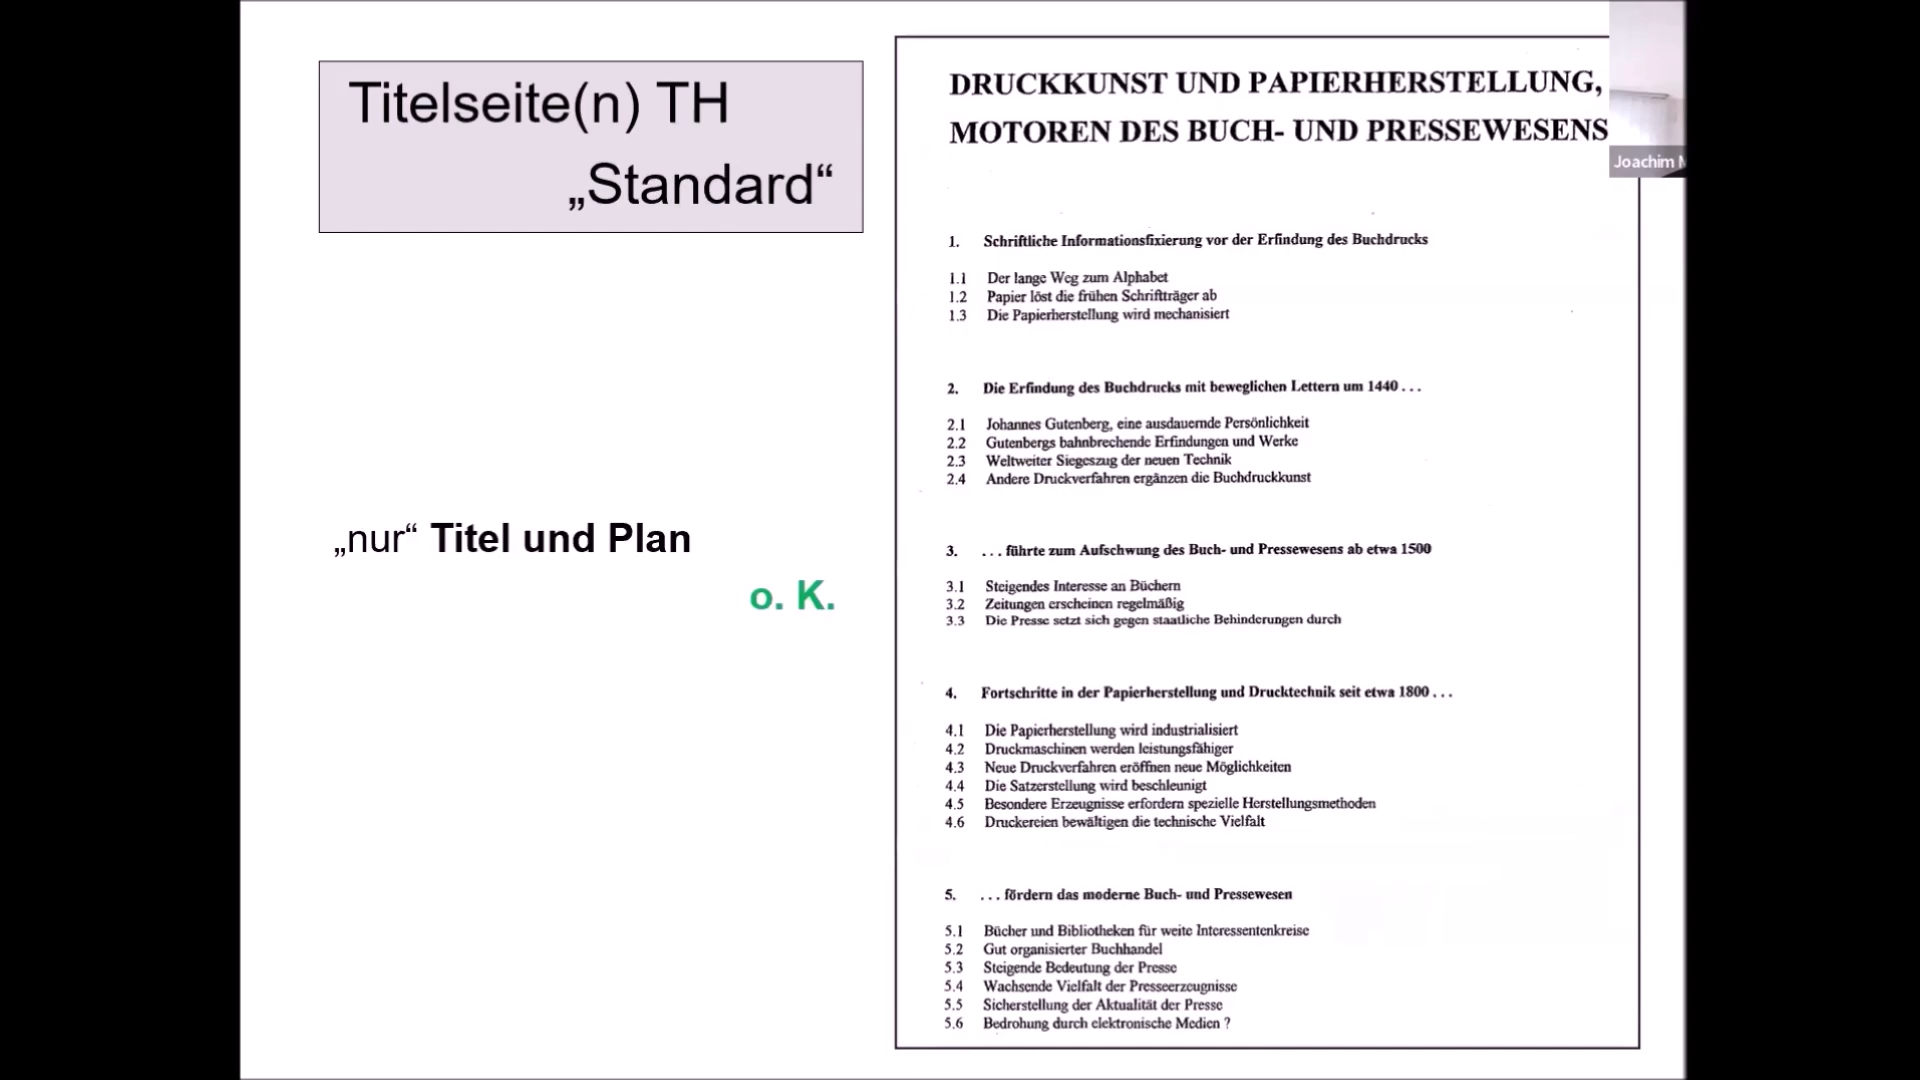 Titelseite(n) TH
„Standard“
„nur“ Titel und Plan
o. K.
DRUCKKUNST UND PAPIERHERSTELLUNG,
MOTOREN DES BUCH- UND PRESSEWESENS
Joachim M
1. Schriftliche Informationsfixierung vor der Erfindung des Buchdrucks
1.1 Der lange Weg zum Alphabet
1.2 Papier löst die frühen Schriftträger ab
1.3 Die Papierherstellung wird mechanisiert
2. Die Erfindung des Buchdrucks mit beweglichen Lettern um 1440 . . .
2.1 Johannes Gutenberg, eine ausdauernde Persönlichkeit
2.2 Gutenbergs bahnbrechende Erfindungen und Werke
2.3 Weltweiter Siegeszug der neuen Technik
2.4 Andere Druckverfahren ergänzen die Buchdruckkunst
3. . . . führte zum Aufschwung des Buch- und Pressewesens ab etwa 1500
3.1 Steigendes Interesse an Büchern
3.2 Zeitungen erscheinen regelmäßig
3.3 Die Presse setzt sich gegen staatliche Behinderungen durch
4. Fortschritte in der Papierherstellung und Drucktechnik seit etwa 1800 . . .
4.1 Die Papierherstellung wird industrialisiert
4.2 Druckmaschinen werden leistungsfähiger
4.3 Neue Druckverfahren eröffnen neue Möglichkeiten
4.4 Die Satzerstellung wird beschleunigt
4.5 Besondere Erzeugnisse erfordern spezielle Herstellungsmethoden
4.6 Druckereien bewältigen die technische Vielfalt
5. . . . fördern das moderne Buch- und Pressewesen
5.1 Bücher und Bibliotheken für weite Interessentenkreise
5.2 Gut organisierter Buchhandel
5.3 Steigende Bedeutung der Presse
5.4 Wachsende Vielfalt der Presseerzeugnisse
5.5 Sicherstellung der Aktualität der Presse
5.6 Bedrohung durch elektronische Medien ?